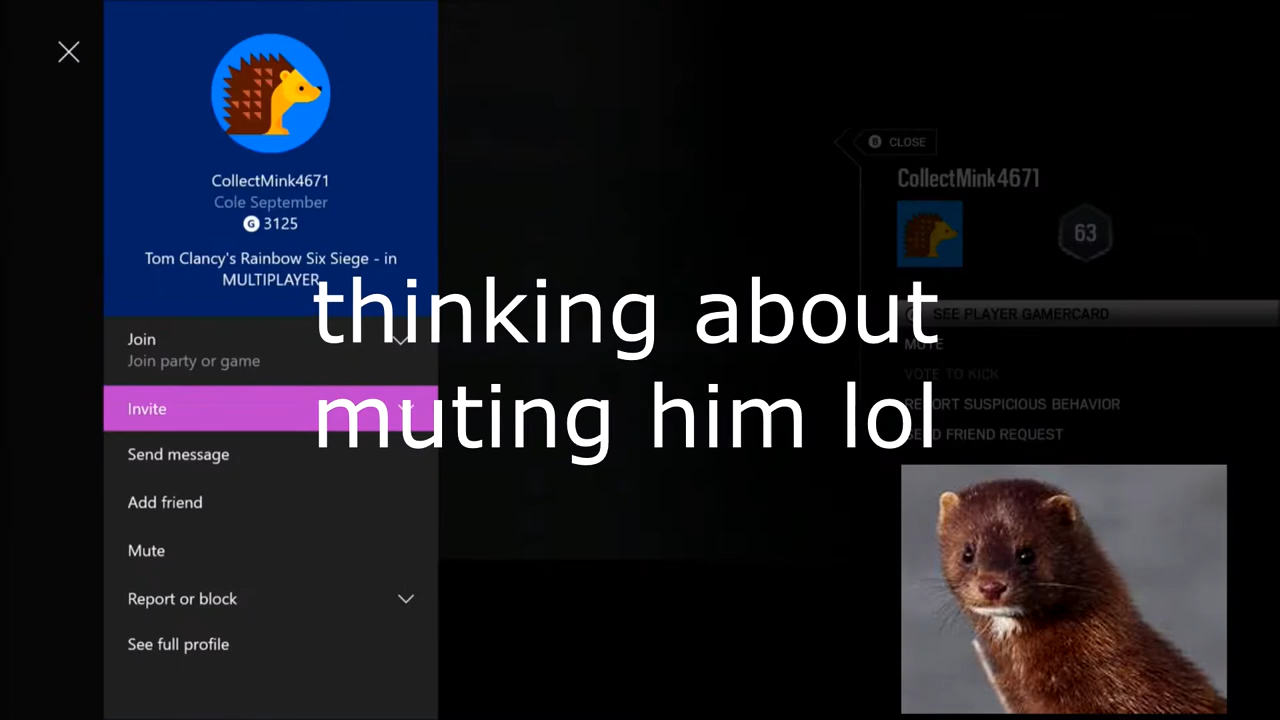 CollectMink4671
Cole September
G 3125
Tom Clancy's Rainbow Six Siege - in
MULTIPLAYER
Join
Join party or game
Invite
Send message
Add friend
Mute
Report or block
See full profile
thinking about
muting him lol
B CLOSE
CollectMink4671
63
SEE PLAYER GAMERCARD
MUTE
VOTE TO KICK
REPORT SUSPICIOUS BEHAVIOR
SEND FRIEND REQUEST